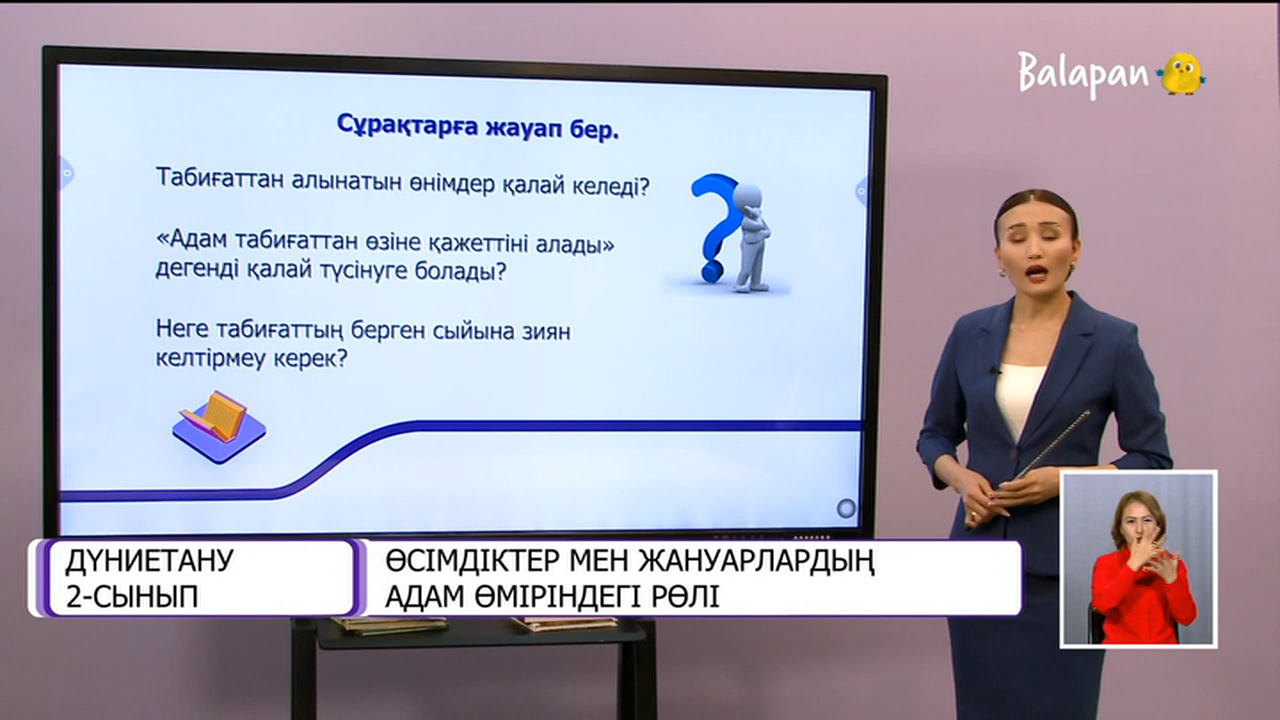 Balapan
Сұрақтарға жауап бер.
Табиғаттан алынатын өнімдер қалай келеді?
«Адам табиғаттан өзіне қажеттіні алады»
дегенді қалай түсінуге болады?
Неге табиғаттың берген сыйына зиян
келтірмеу керек?
ДҮНИЕТАНУ
2-СЫНЫП
ӨСІМДІКТЕР МЕН ЖАНУАРЛАРДЫҢ
АДАМ ӨМІРІНДЕГІ РӨЛІ